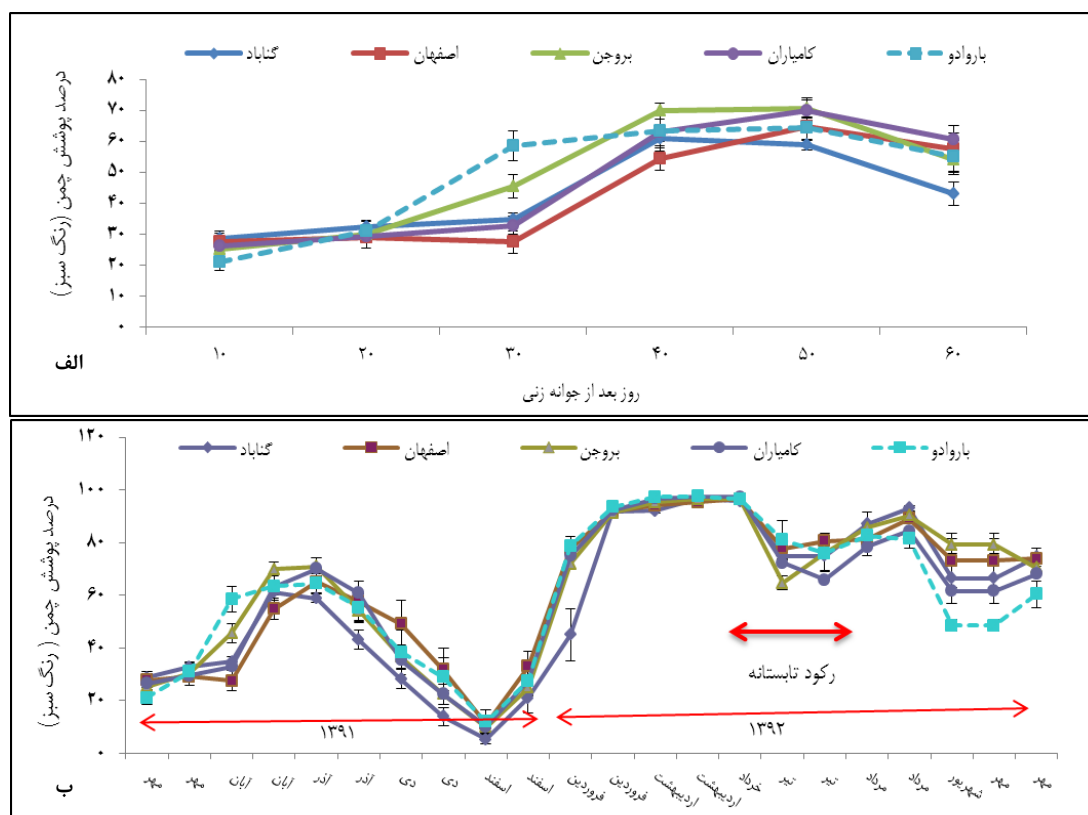 گناباد اصفهان بروجن کامیاران باروادو
درصد پوشش چمن (رنگ سبز)
۸۰
۷۰
۶۰
۵۰
۴۰
۳۰
۲۰
۱۰
۰
۱۰ ۲۰ ۳۰ ۴۰ ۵۰ ۶۰
روز بعد از جوانه زنی
الف
گناباد اصفهان بروجن کامیاران باروادو
درصد پوشش چمن ( رنگ سبز)
۱۲۰
۱۰۰
۸۰
۶۰
۴۰
۲۰
۰
رکود تابستانه
۱۳۹۱ ۱۳۹۲
مهر مهر آبان آبان آذر آذر دی دی اسفند اسفند فروردین فروردین اردیبهشت اردیبهشت خرداد تیر تیر مرداد مرداد شهریور مهر مهر
ب